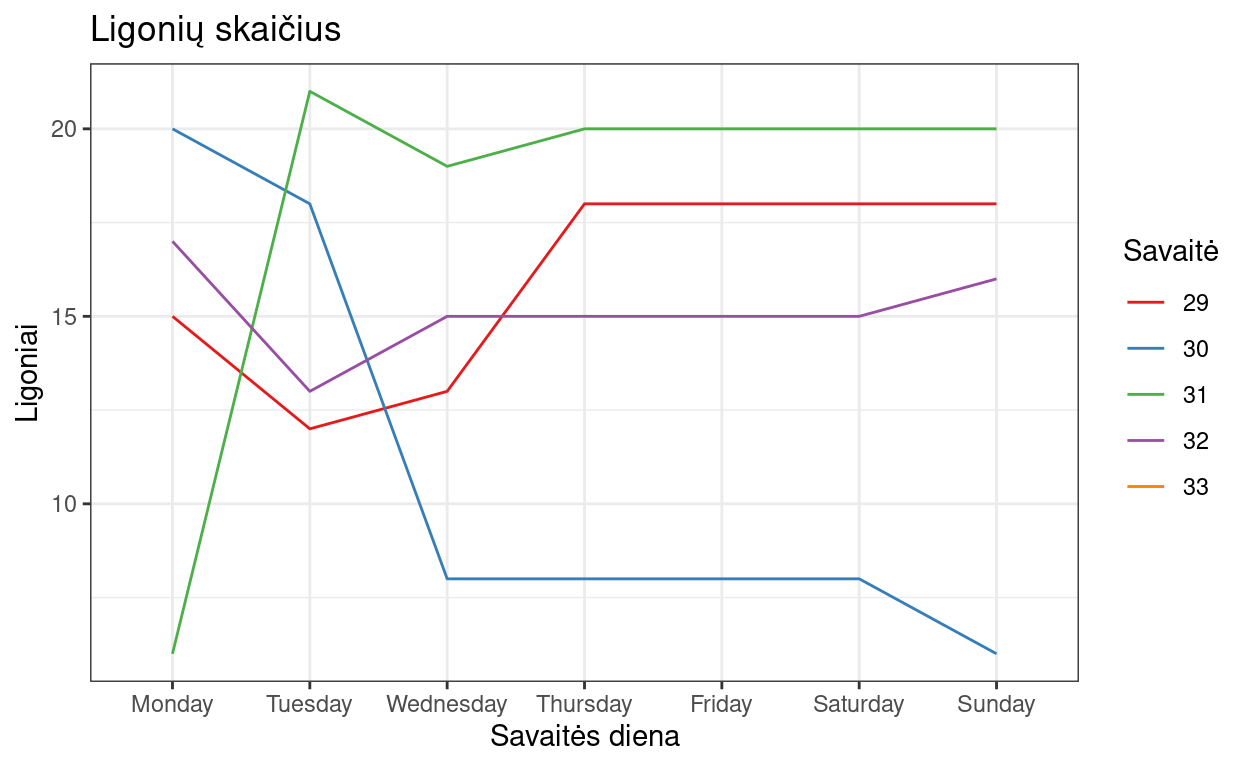 Ligonių skaičius
Ligoniai
20
15
10
Monday Tuesday Wednesday Thursday Friday Saturday Sunday
Savaitės diena
Savaitė
29
30
31
32
33